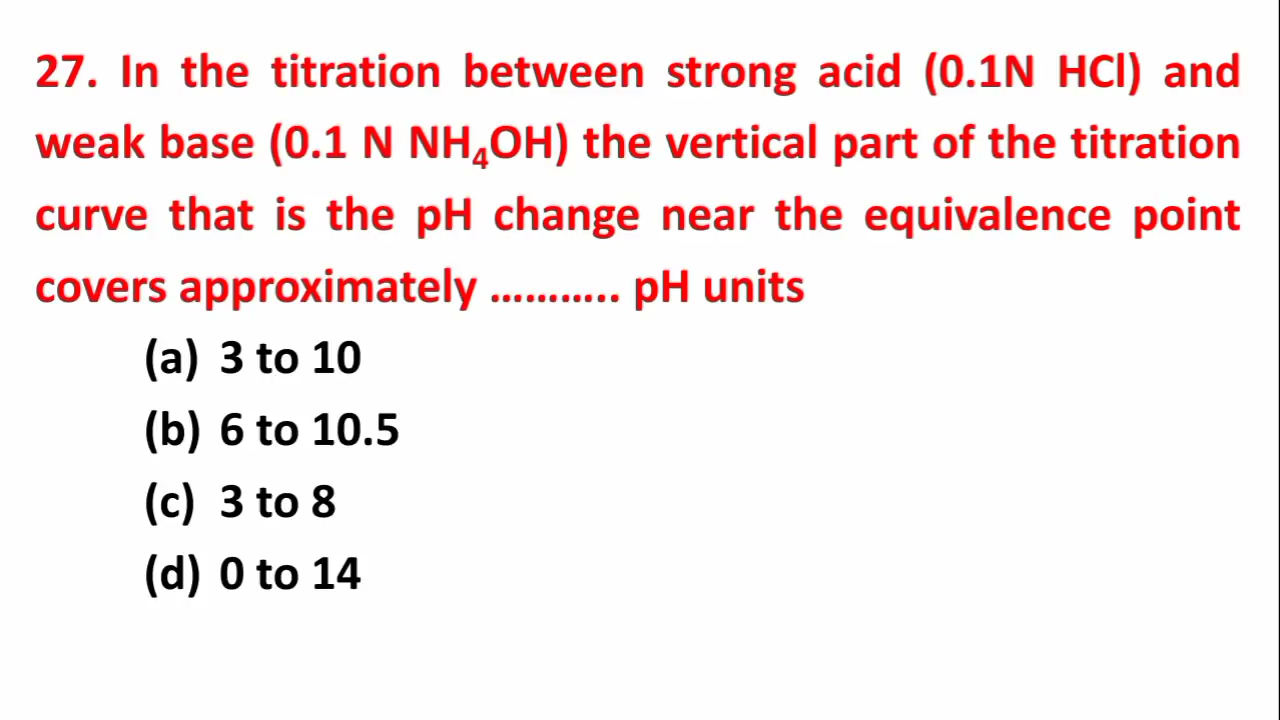 27. In the titration between strong acid (0.1N HCl) and
weak base (0.1 N NH₄OH) the vertical part of the titration
curve that is the pH change near the equivalence point
covers approximately ……….. pH units
(a) 3 to 10
(b) 6 to 10.5
(c) 3 to 8
(d) 0 to 14